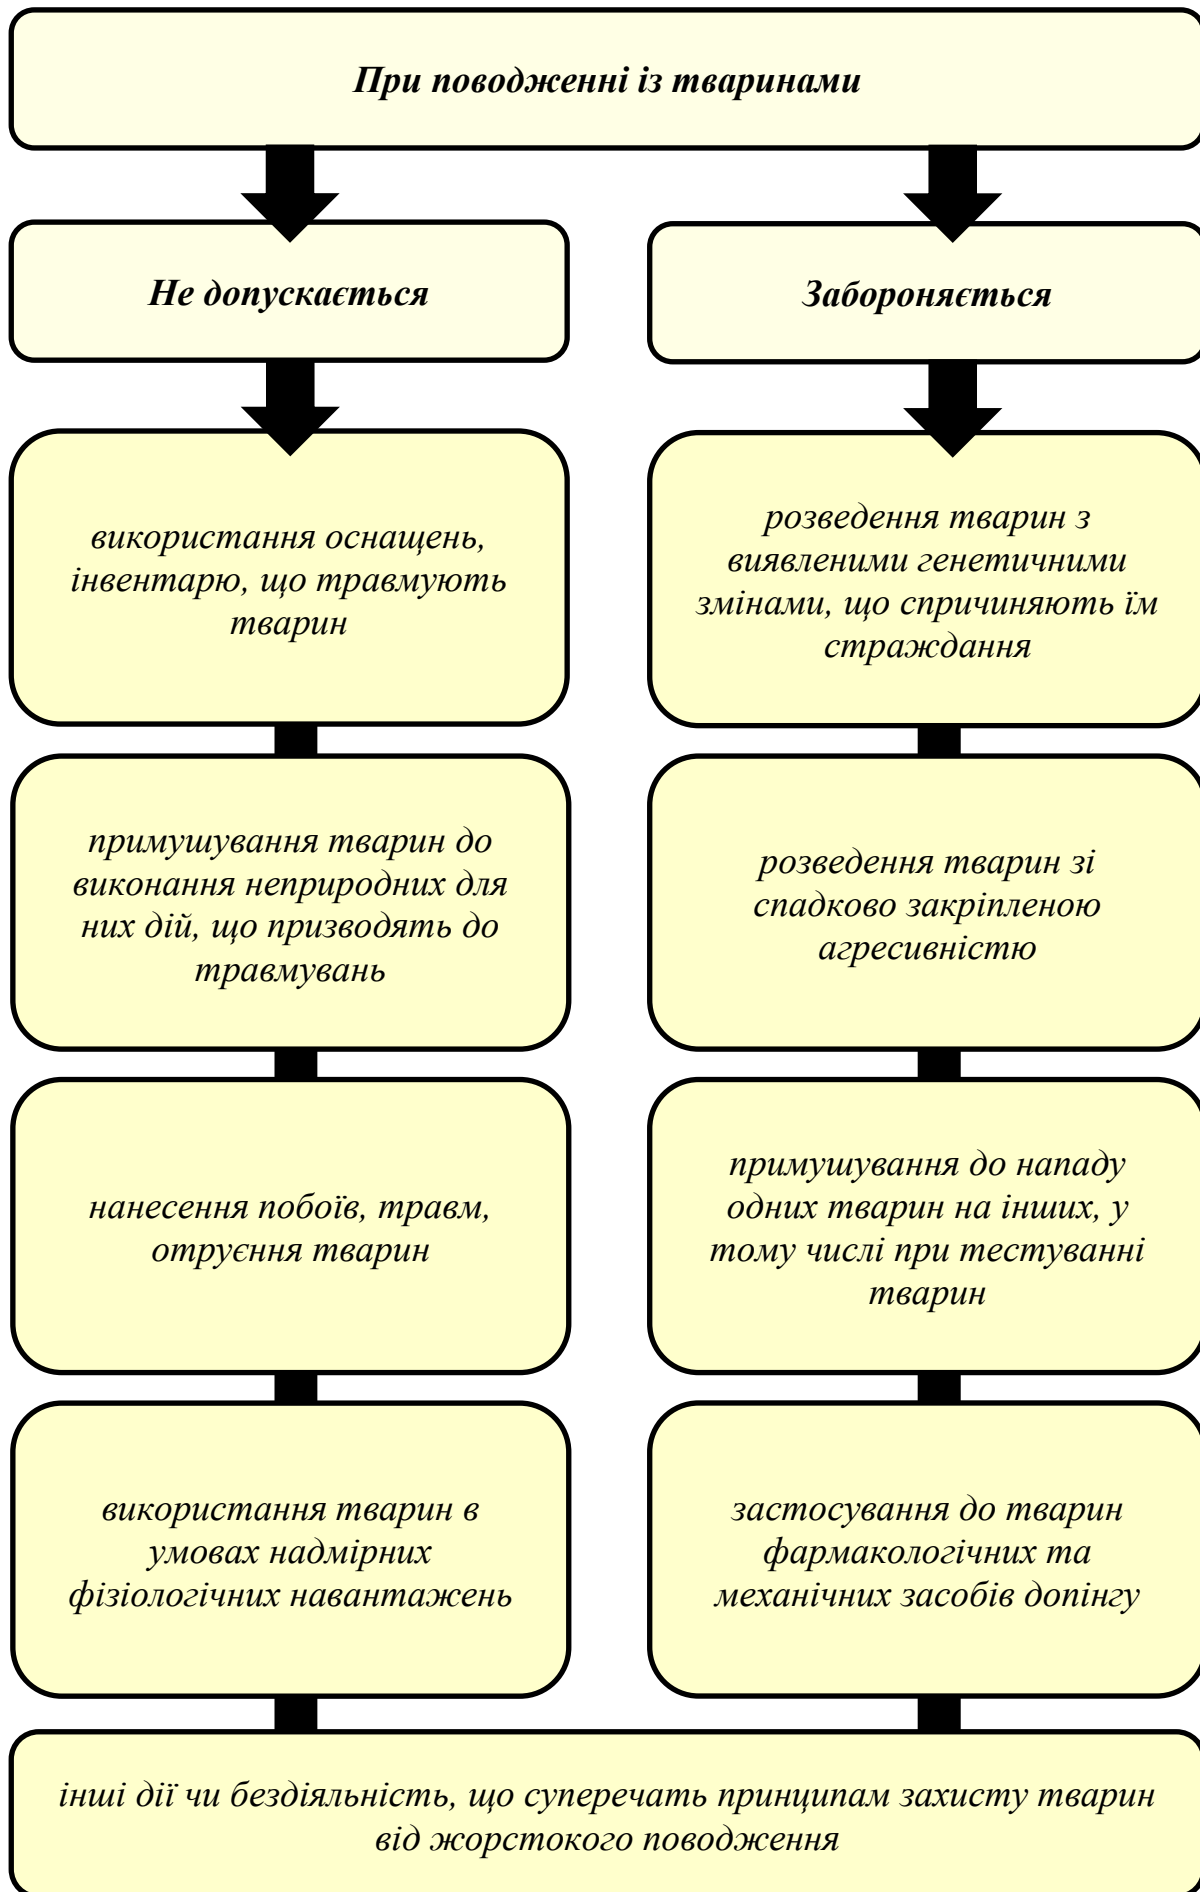 При поводженні із тваринами
Не допускається
Забороняється
використання оснащень,
інвентарю, що травмують
тварин
розведення тварин з
виявленими генетичними
змінами, що спричиняють їм
страждання
примушування тварин до
виконання неприродних для
них дій, що призводять до
травмувань
розведення тварин зі
спадково закріпленою
агресивністю
нанесення побоїв, травм,
отруєння тварин
примушування до нападу
одних тварин на інших, у
тому числі при тестуванні
тварин
використання тварин в
умовах надмірних
фізіологічних навантажень
застосування до тварин
фармакологічних та
механічних засобів допінгу
інші дії чи бездіяльність, що суперечать принципам захисту тварин
від жорстокого поводження